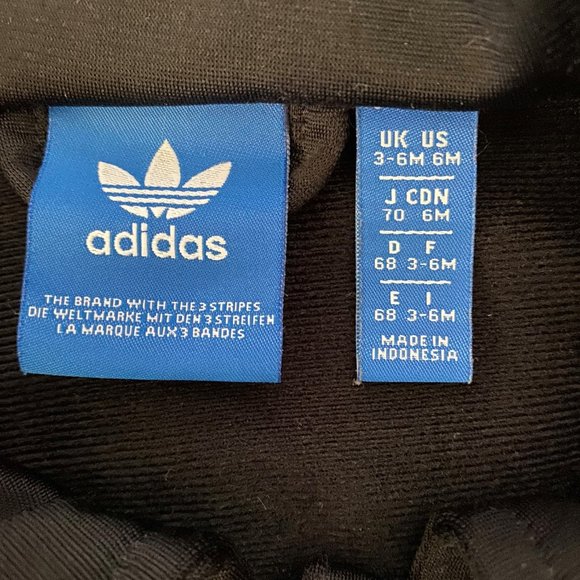 adidas
THE BRAND WITH THE 3 STRIPES
DIE WELTMARKE MIT DEN 3 STREIFEN
LA MARQUE AUX 3 BANDES
UK US
3-6M 6M
J CDN
70 6M
D F
68 3-6M
E I
68 3-6M
MADE IN
INDONESIA